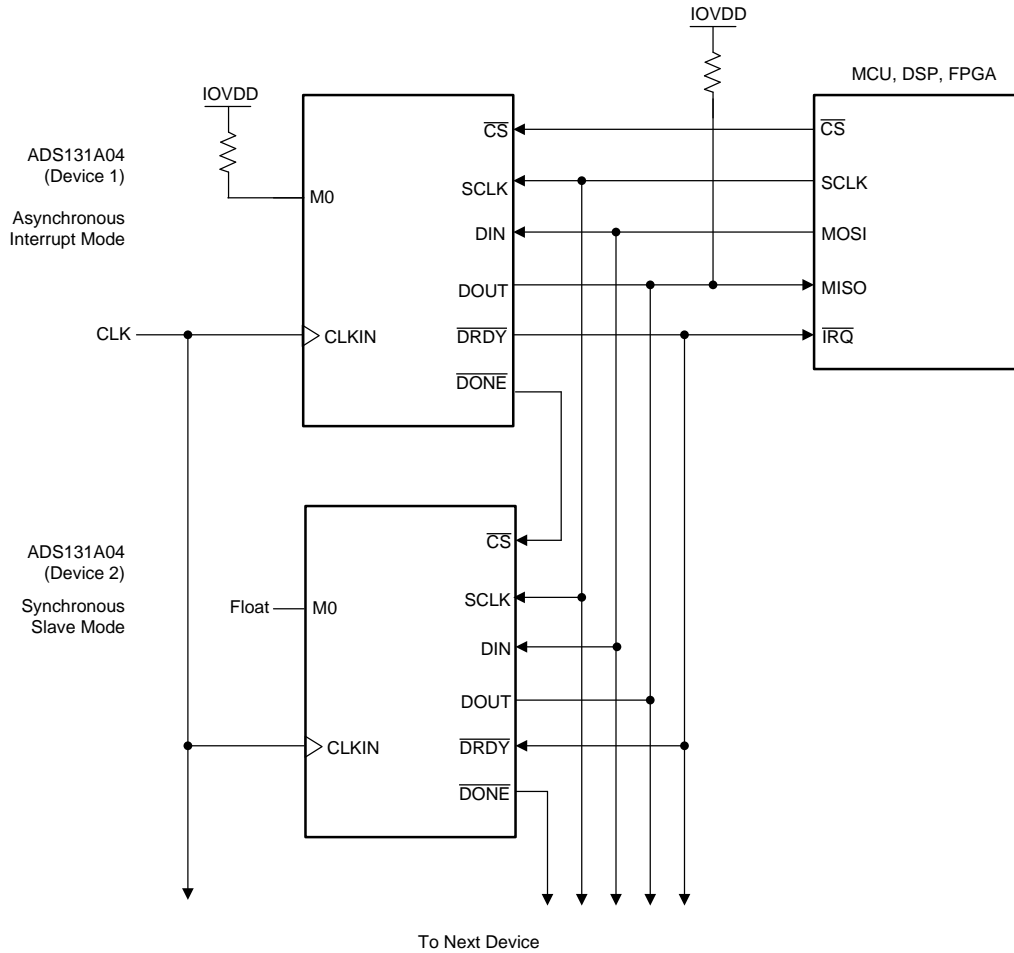 IOVDD
MCU, DSP, FPGA
IOVDD
ADS131A04
(Device 1)
Asynchronous
Interrupt Mode
M0
CS
SCLK
DIN
DOUT
DRDY
DONE
CLK
CLKIN
CS
SCLK
MOSI
MISO
IRQ
ADS131A04
(Device 2)
Synchronous
Slave Mode
Float
M0
CS
SCLK
DIN
DOUT
DRDY
DONE
CLKIN
To Next Device